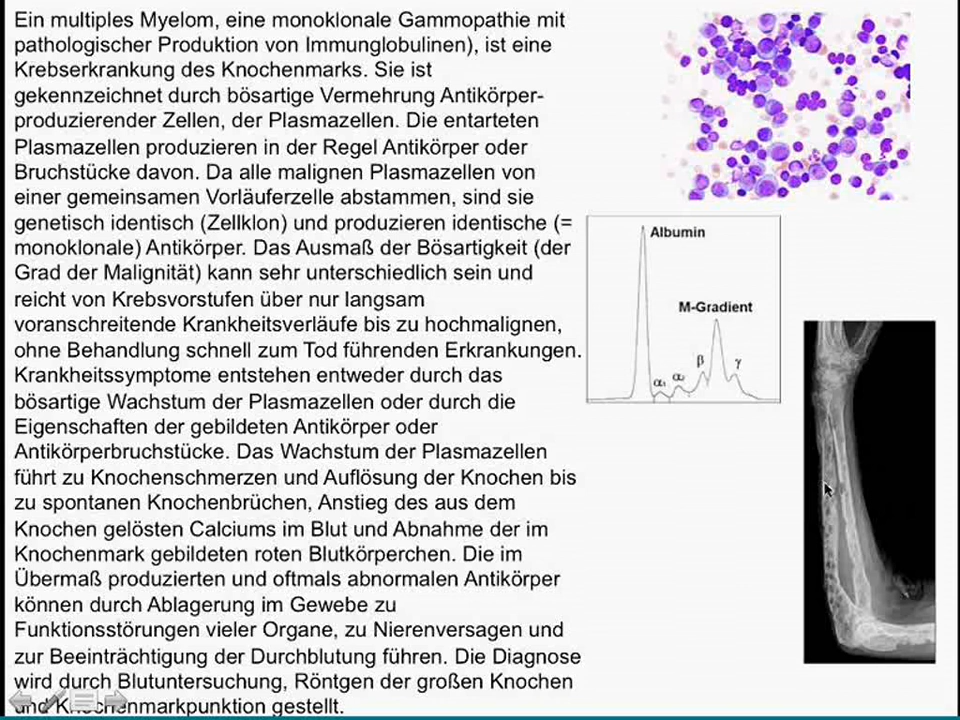 Ein multiples Myelom, eine monoklonale Gammopathie mit
pathologischer Produktion von Immunglobulinen), ist eine
Krebserkrankung des Knochenmarks. Sie ist
gekennzeichnet durch bösartige Vermehrung Antikörper-
produzierender Zellen, der Plasmazellen. Die entarteten
Plasmazellen produzieren in der Regel Antikörper oder
Bruchstücke davon. Da alle malignen Plasmazellen von
einer gemeinsamen Vorläuferzelle abstammen, sind sie
genetisch identisch (Zellklon) und produzieren identische (=
monoklonale) Antikörper. Das Ausmaß der Bösartigkeit (der
Grad der Malignität) kann sehr unterschiedlich sein und
reicht von Krebsvorstufen über nur langsam
voranschreitende Krankheitsverläufe bis zu hochmalignen,
ohne Behandlung schnell zum Tod führenden Erkrankungen.
Krankheitssymptome entstehen entweder durch das
bösartige Wachstum der Plasmazellen oder durch die
Eigenschaften der gebildeten Antikörper oder
Antikörperbruchstücke. Das Wachstum der Plasmazellen
führt zu Knochenschmerzen und Auflösung der Knochen bis
zu spontanen Knochenbrüchen, Anstieg des aus dem
Knochen gelösten Calciums im Blut und Abnahme der im
Knochenmark gebildeten roten Blutkörperchen. Die im
Übermaß produzierten und oftmals abnormalen Antikörper
können durch Ablagerung im Gewebe zu
Funktionsstörungen vieler Organe, zu Nierenversagen und
zur Beeinträchtigung der Durchblutung führen. Die Diagnose
wird durch Blutuntersuchung, Röntgen der großen Knochen
und Knochenmarkpunktion gestellt.
Albumin
M-Gradient
α₁ α₂ β γ